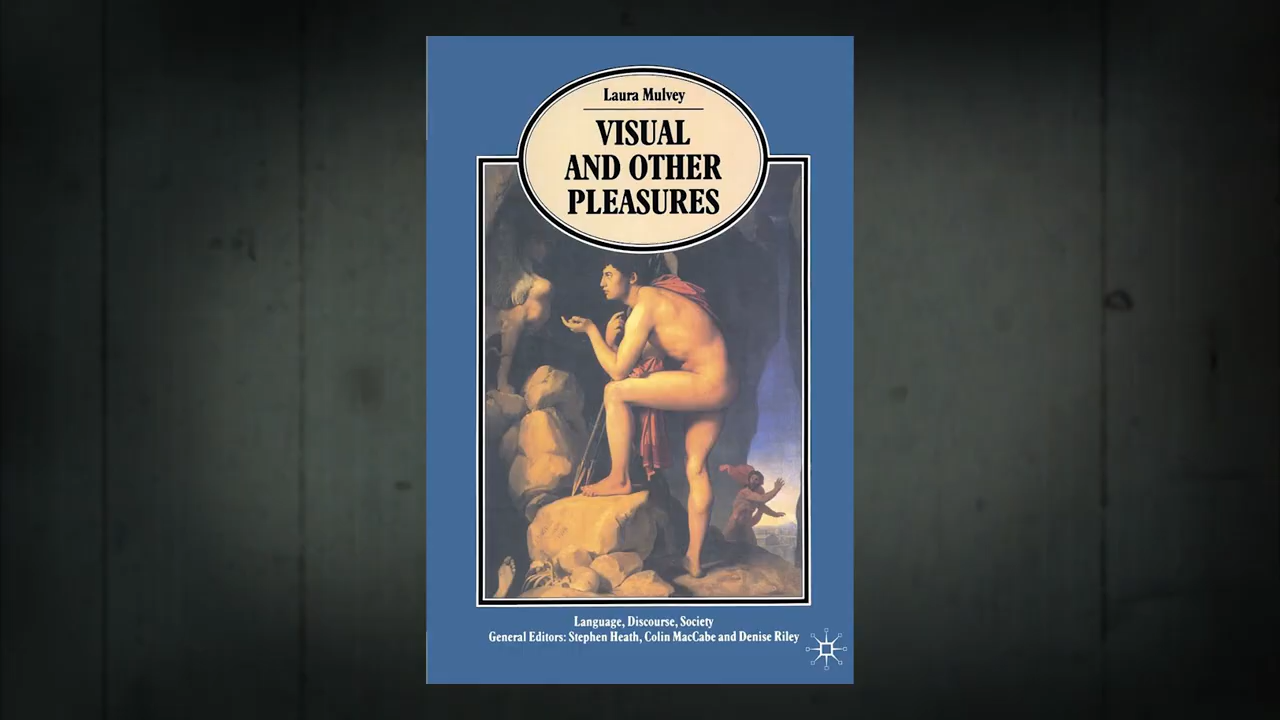 Laura Mulvey
VISUAL
AND OTHER
PLEASURES
Language, Discourse, Society
General Editors: Stephen Heath, Colin MacCabe and Denise Riley